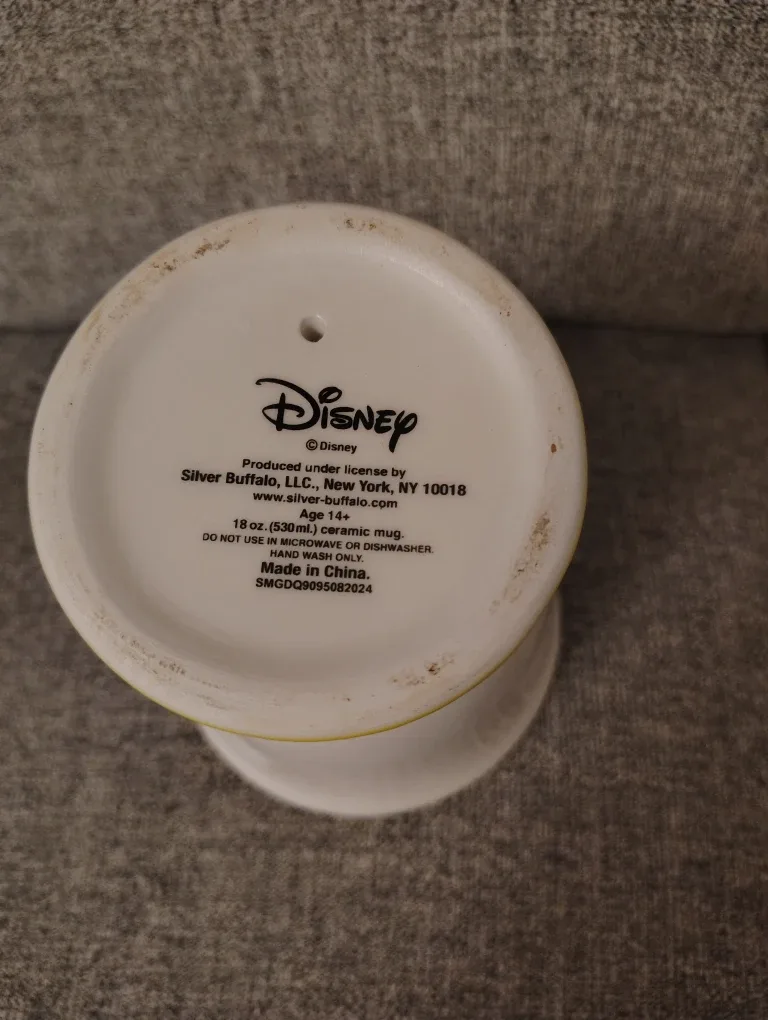 Disney
© Disney
Produced under license by
Silver Buffalo, LLC., New York, NY 10018
www.silver-buffalo.com
Age 14+
18 oz. (530ml.) ceramic mug.
DO NOT USE IN MICROWAVE OR DISHWASHER.
HAND WASH ONLY.
Made in China.
SMGDQ9095082024